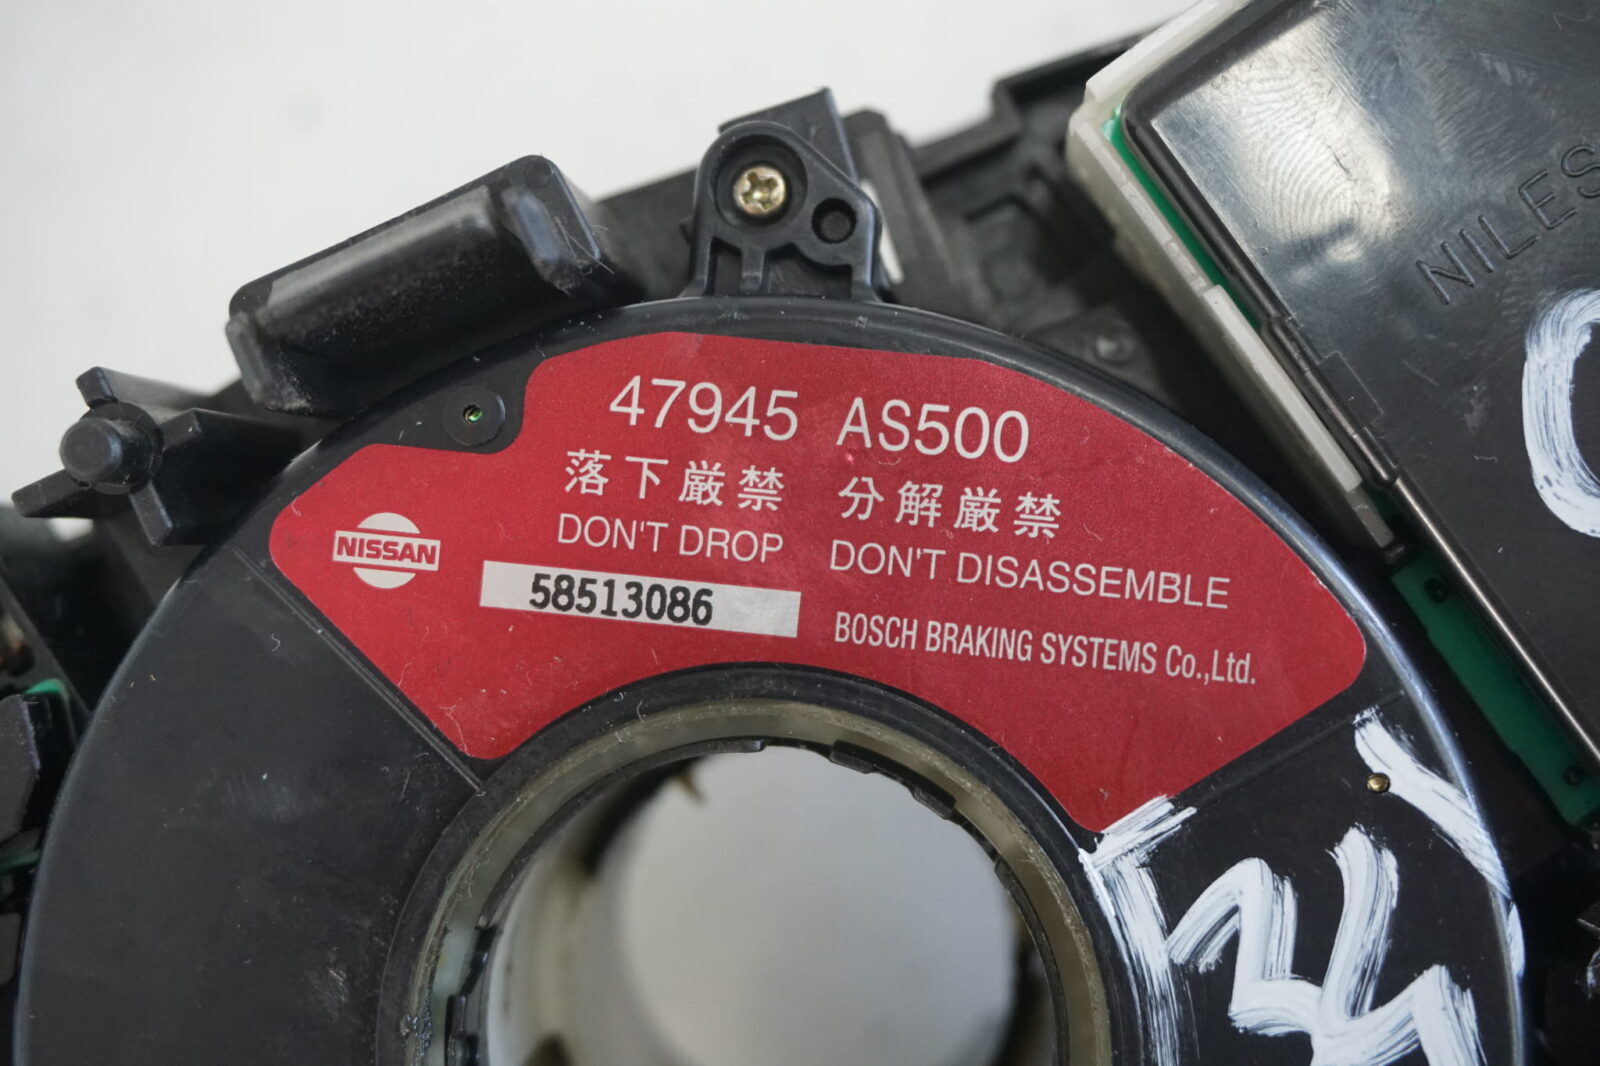 NILES
47945 AS500
落下厳禁 分解厳禁
DON'T DROP DON'T DISASSEMBLE
NISSAN
58513086
BOSCH BRAKING SYSTEMS Co.,Ltd.